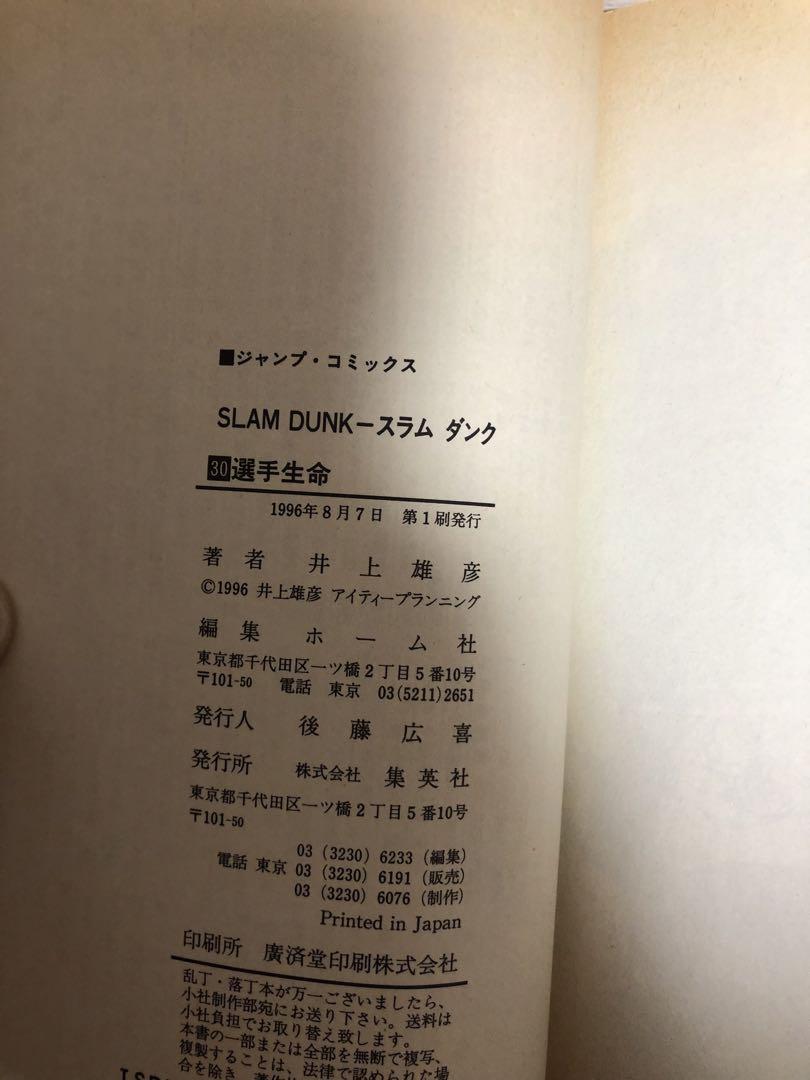 ■ジャンプ・コミックス
SLAM DUNK―スラム ダンク
30選手生命
1996年8月7日 第1刷発行
著者 井上雄彦
©1996 井上雄彦 アイティープランニング
編集 ホーム社
東京都千代田区一ツ橋2丁目5番10号
〒101-50 電話 東京 03(5211)2651
発行人 後藤広喜
発行所 株式会社 集英社
東京都千代田区一ツ橋2丁目5番10号
〒101-50
03 (3230) 6233 (編集)
電話 東京 03 (3230) 6191 (販売)
03 (3230) 6076 (制作)
Printed in Japan
印刷所 廣済堂印刷株式会社
乱丁・落丁本が万一ございましたら、
小社制作部宛にお送り下さい。送料は
小社負担でお取り替え致します。
本書の一部または全部を無断で複写、
複製することは、法律で認められた場
合を除き、